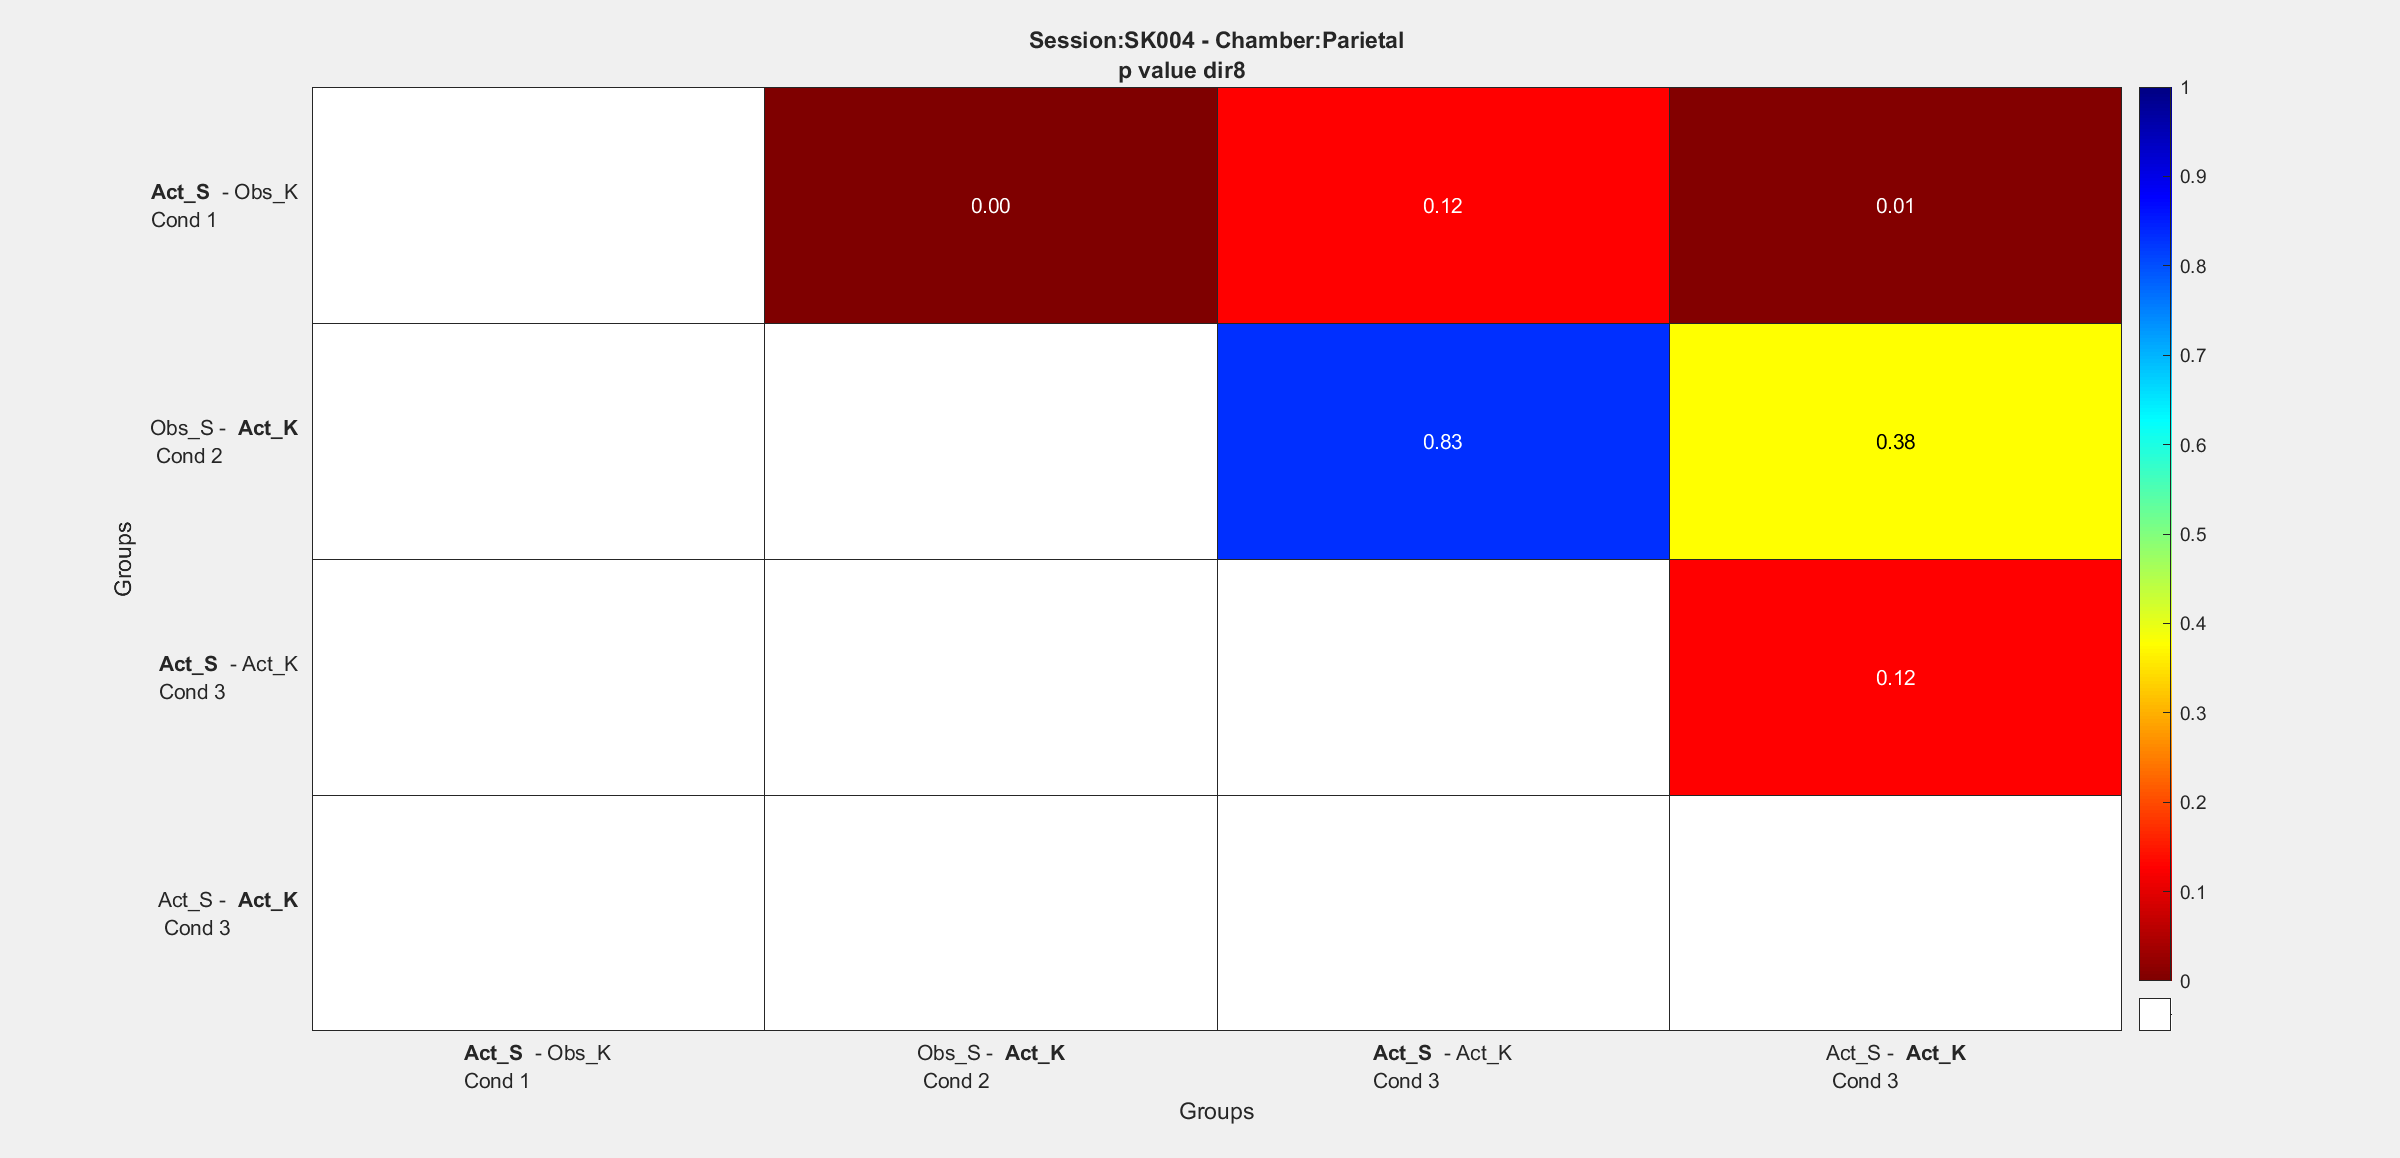 Session:SK004 - Chamber:Parietal
p value dir8
Act_S - Obs_K
Cond 1
0.00
0.12
0.01
Obs_S - Act_K
Cond 2
0.83
0.38
Act_S - Act_K
Cond 3
0.12
Act_S - Act_K
Cond 3
Groups
Act_S - Obs_K
Cond 1
Obs_S - Act_K
Cond 2
Act_S - Act_K
Cond 3
Act_S - Act_K
Cond 3
Groups
1
0.9
0.8
0.7
0.6
0.5
0.4
0.3
0.2
0.1
0